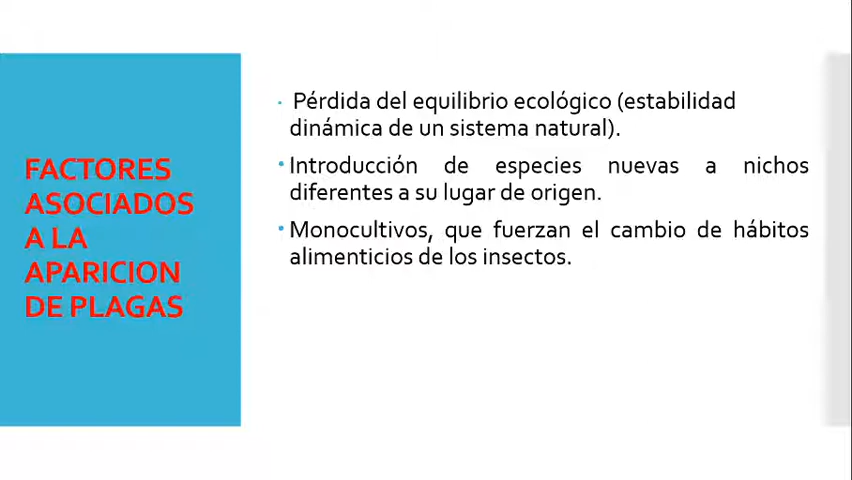 FACTORES
ASOCIADOS
A LA
APARICION
DE PLAGAS
• Pérdida del equilibrio ecológico (estabilidad
dinámica de un sistema natural).
• Introducción de especies nuevas a nichos
diferentes a su lugar de origen.
• Monocultivos, que fuerzan el cambio de hábitos
alimenticios de los insectos.